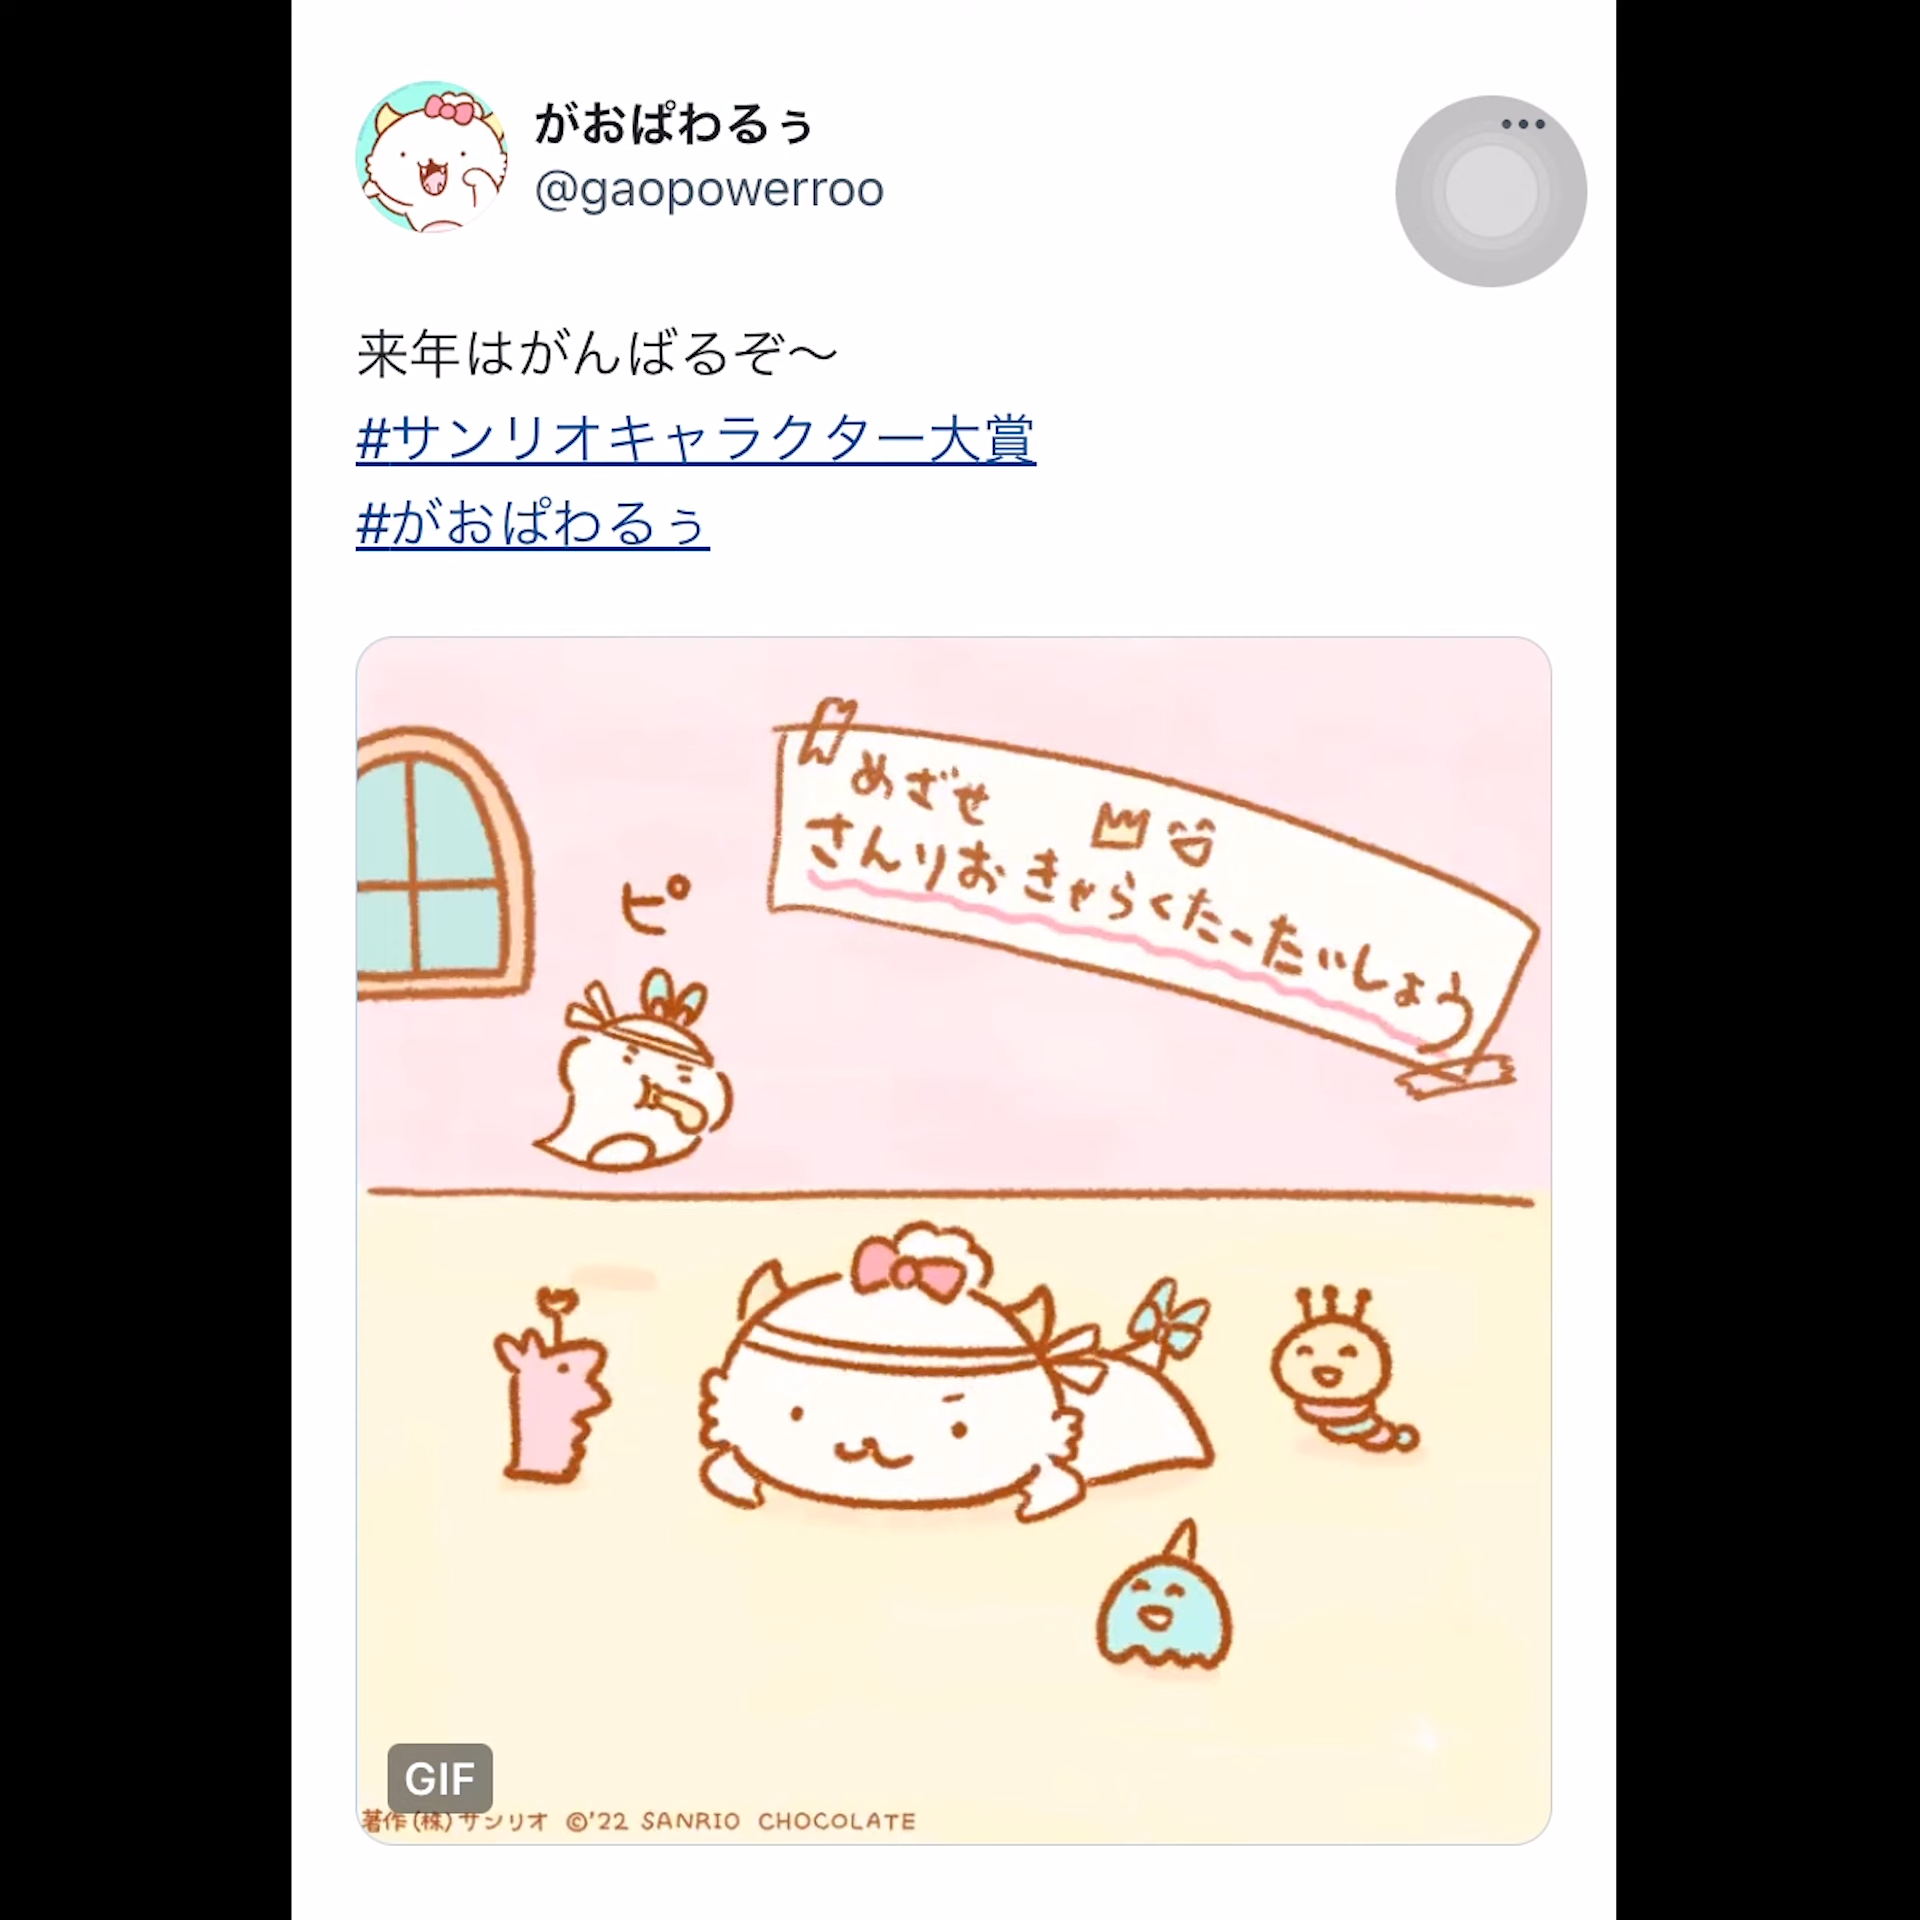 がおぱわるぅ
@gaopowerroo
来年はがんばるぞ〜
#サンリオキャラクター大賞
#がおぱわるぅ
めざせ
さんりおきゃらくたーたいしょう
ピ
GIF
著作(株)サンリオ ©'22 SANRIO CHOCOLATE